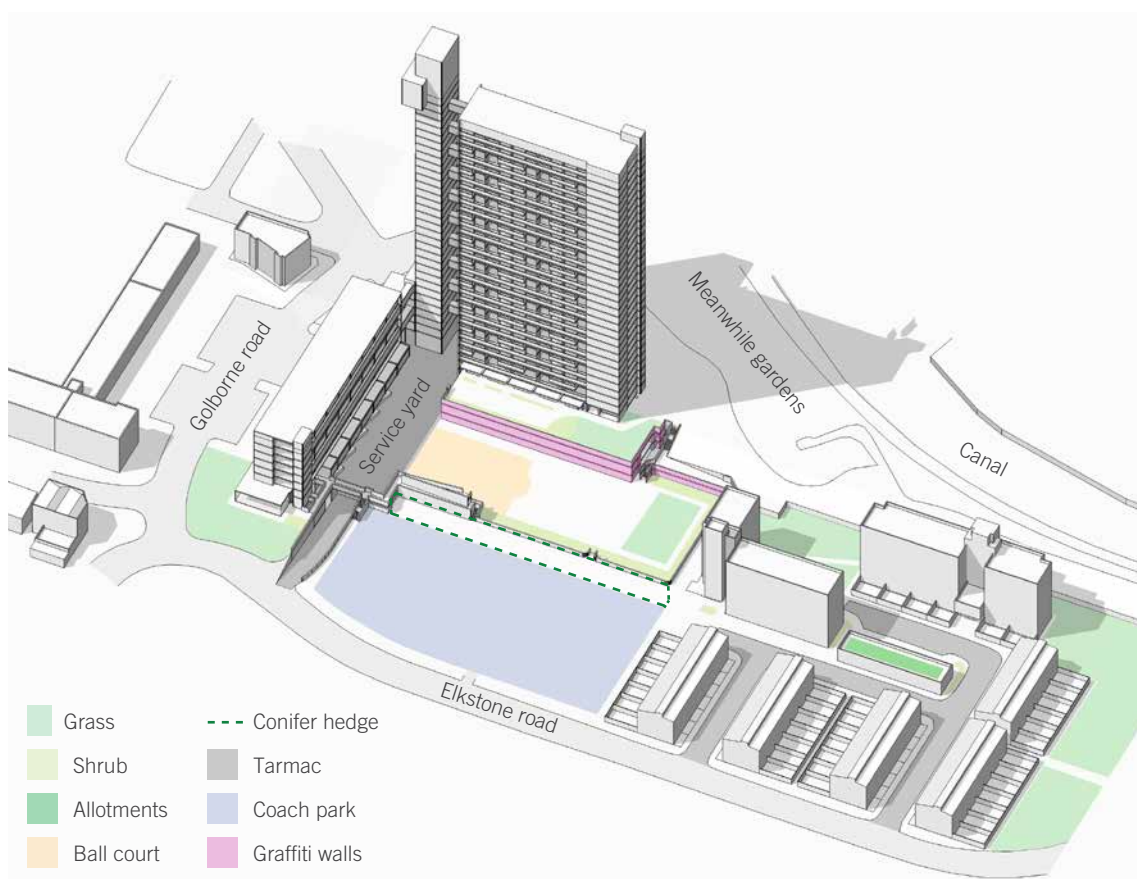 Golborne road
Service yard
Meanwhile gardens
Canal
Elkstone road
Grass
Conifer hedge
Shrub
Tarmac
Allotments
Coach park
Ball court
Graffiti walls